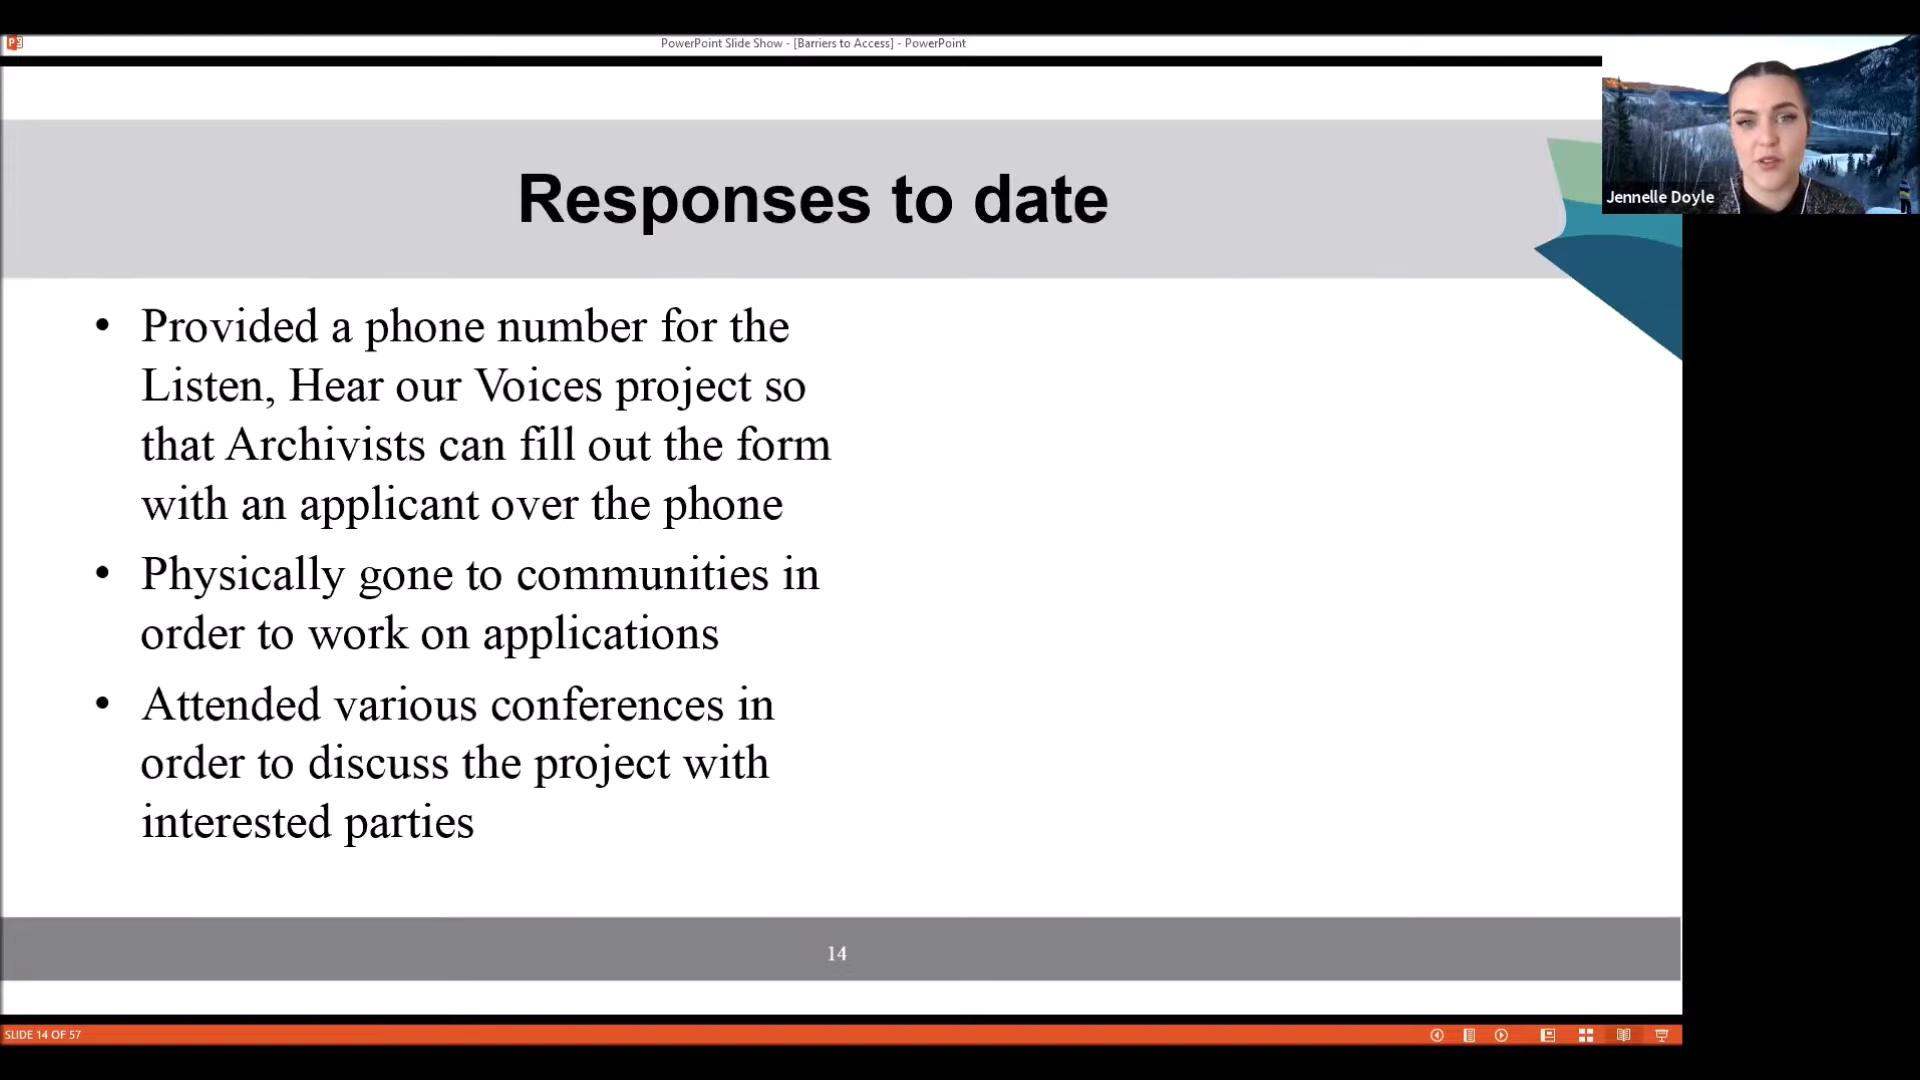 PowerPoint Slide Show - [Barriers to Access] - PowerPoint
Jennelle Doyle
Responses to date
• Provided a phone number for the
Listen, Hear our Voices project so
that Archivists can fill out the form
with an applicant over the phone
• Physically gone to communities in
order to work on applications
• Attended various conferences in
order to discuss the project with
interested parties
14
SLIDE 14 OF 57